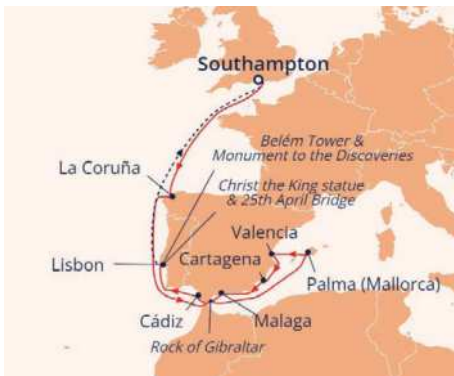 Southampton
Belém Tower &
Monument to the Discoveries
La Coruña
Christ the King statue
& 25th April Bridge
Valencia
Lisbon
Cartagena
Palma (Mallorca)
Cádiz
Malaga
Rock of Gibraltar